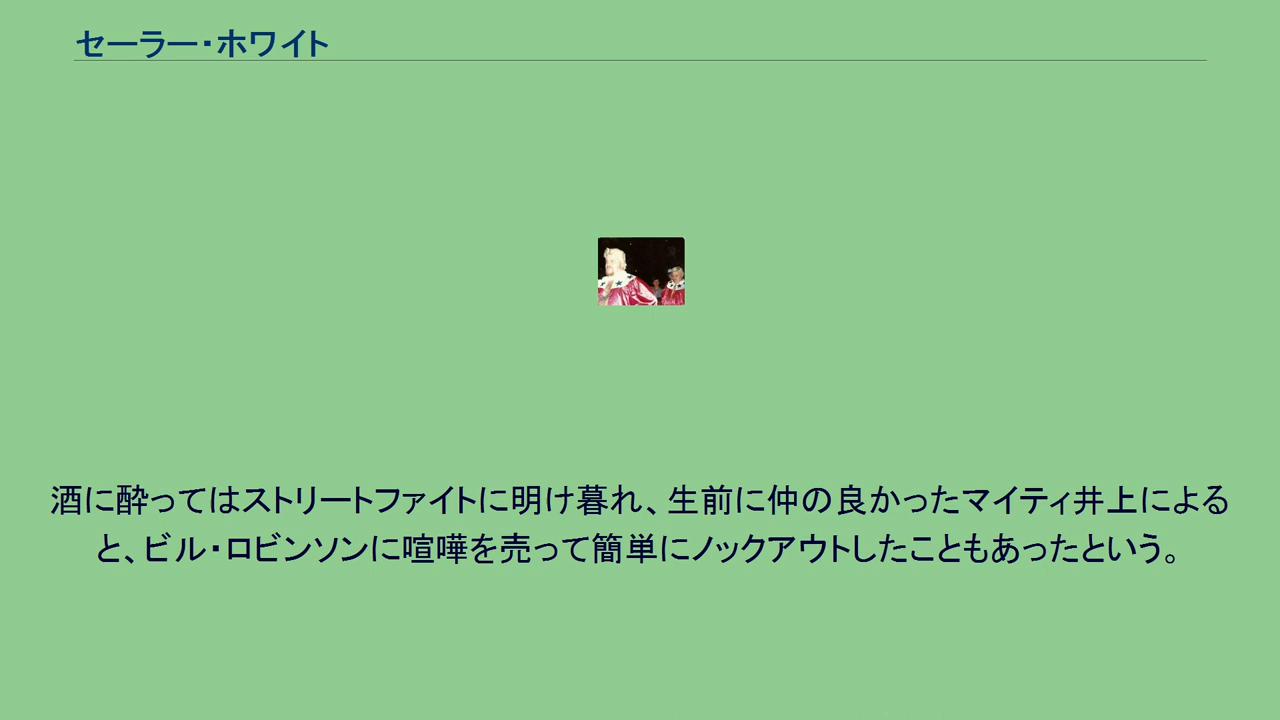 セーラー・ホワイト
酒に酔ってはストリートファイトに明け暮れ、生前に仲の良かったマイティ井上による
と、ビル・ロビンソンに喧嘩を売って簡単にノックアウトしたこともあったという。